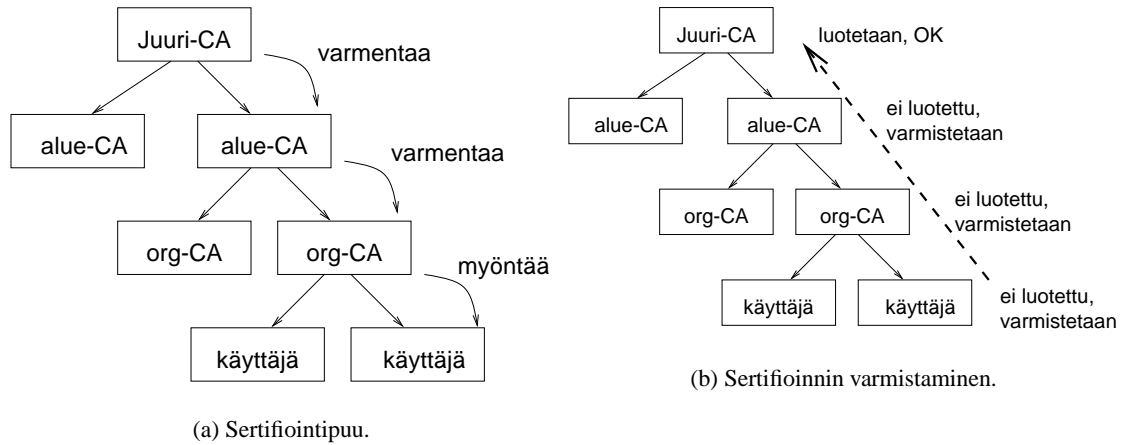 Juuri-CA
varmentaa
alue-CA
alue-CA
varmentaa
org-CA
org-CA
myöntää
käyttäjä
käyttäjä
(a) Sertifiointipuu.
Juuri-CA
luotetaan, OK
alue-CA
alue-CA
ei luotettu,
varmistetaan
org-CA
org-CA
ei luotettu,
varmistetaan
käyttäjä
käyttäjä
ei luotettu,
varmistetaan
(b) Sertifioinnin varmistaminen.